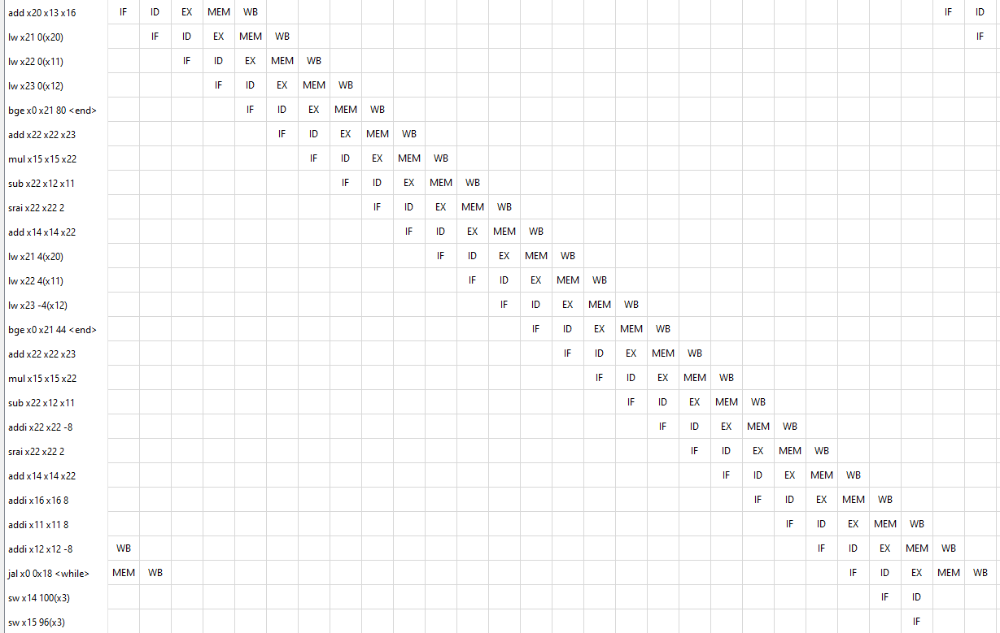 add x20 x13 x16 IF ID EX MEM WB IF ID
lw x21 0(x20) IF ID EX MEM WB IF
lw x22 0(x11) IF ID EX MEM WB
lw x23 0(x12) IF ID EX MEM WB
bge x0 x21 80 <end> IF ID EX MEM WB
add x22 x22 x23 IF ID EX MEM WB
mul x15 x15 x22 IF ID EX MEM WB
sub x22 x12 x11 IF ID EX MEM WB
srai x22 x22 2 IF ID EX MEM WB
add x14 x14 x22 IF ID EX MEM WB
lw x21 4(x20) IF ID EX MEM WB
lw x22 4(x11) IF ID EX MEM WB
lw x23 -4(x12) IF ID EX MEM WB
bge x0 x21 44 <end> IF ID EX MEM WB
add x22 x22 x23 IF ID EX MEM WB
mul x15 x15 x22 IF ID EX MEM WB
sub x22 x12 x11 IF ID EX MEM WB
addi x22 x22 -8 IF ID EX MEM WB
srai x22 x22 2 IF ID EX MEM WB
add x14 x14 x22 IF ID EX MEM WB
addi x16 x16 8 IF ID EX MEM WB
addi x11 x11 8 IF ID EX MEM WB
addi x12 x12 -8 WB IF ID EX MEM WB
jal x0 0x18 <while> MEM WB IF ID EX MEM WB
sw x14 100(x3) IF ID
sw x15 96(x3) IF